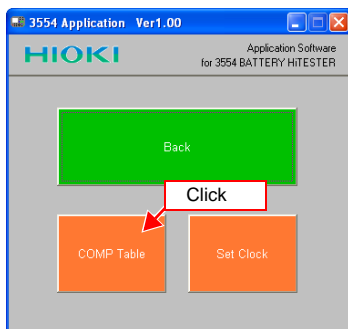 3554 Application Ver1.00
HIOKI
Application Software
for 3554 BATTERY HiTESTER
Back
Click
COMP Table
Set Clock